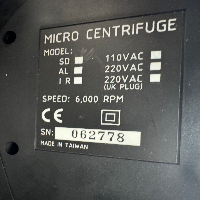 MICRO CENTRIFUGE
MODEL:
SD 110VAC
AL 220VAC
IR 220VAC
(UK PLUG)
SPEED: 6,000 RPM
CE
SN: 062778
MADE IN TAIWAN